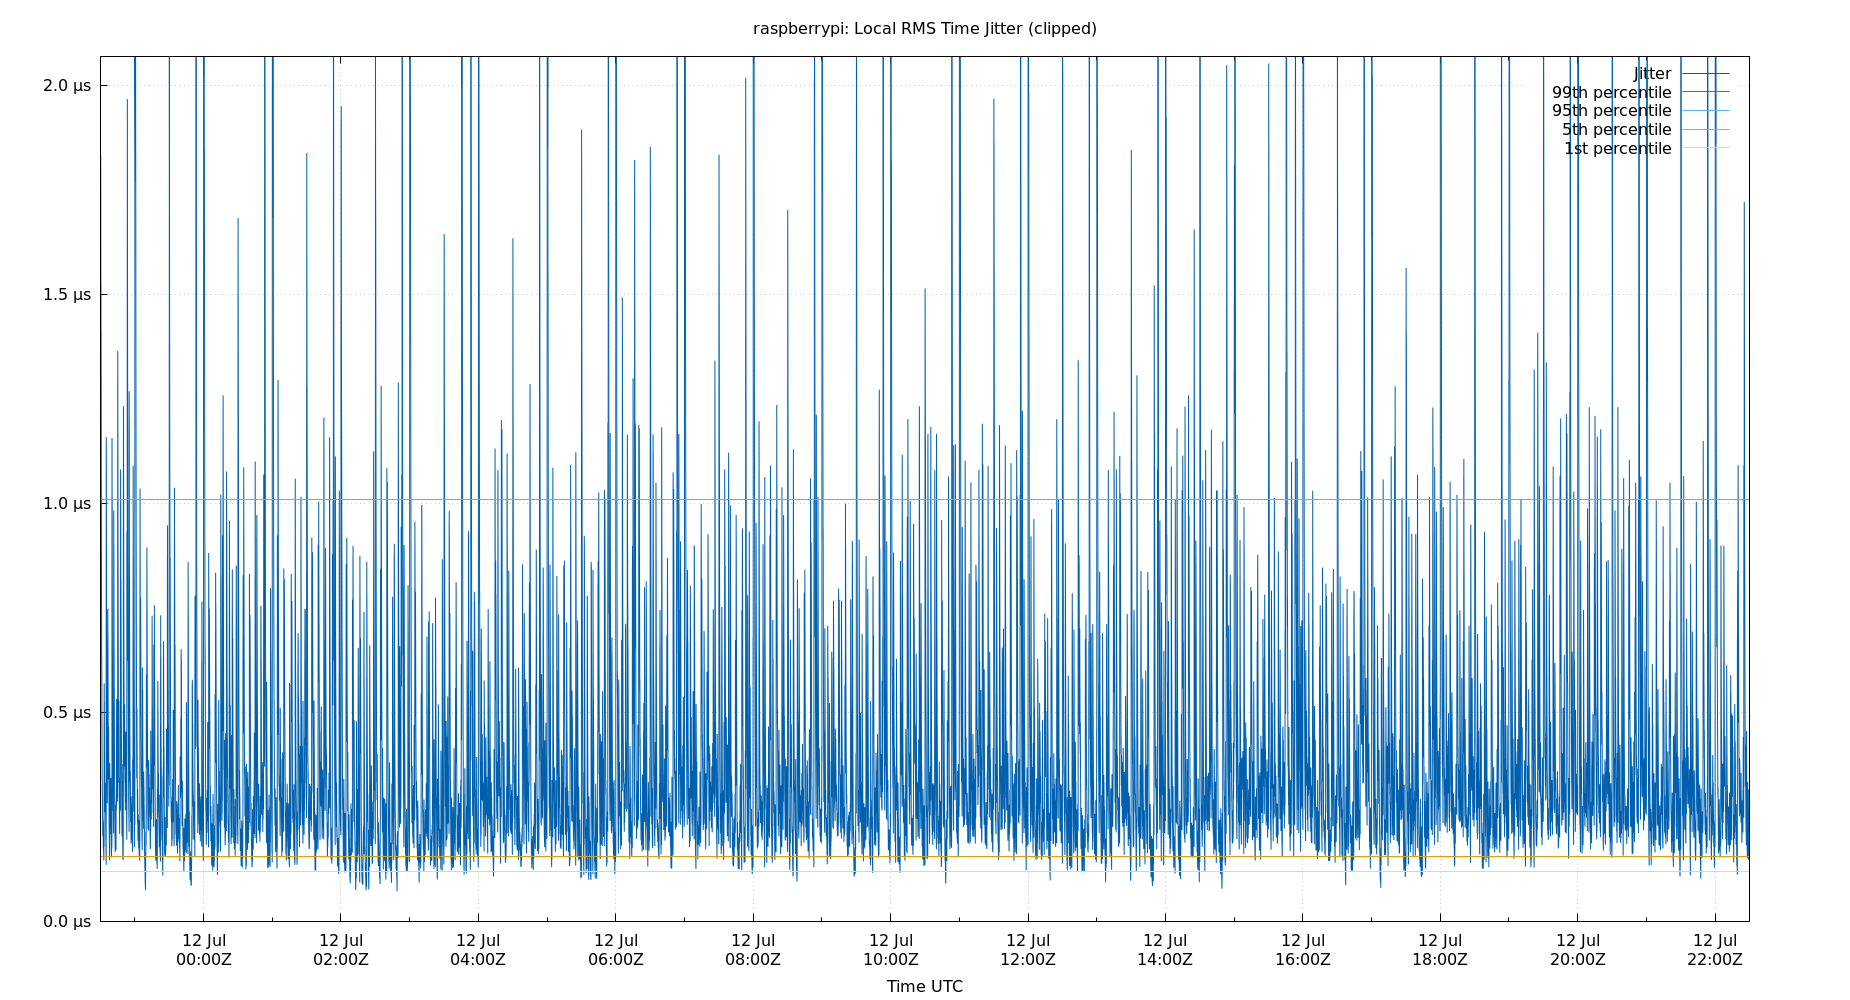 raspberrypi: Local RMS Time Jitter (clipped)
2.0 µs
1.5 µs
1.0 µs
0.5 µs
0.0 µs
Jitter
99th percentile
95th percentile
5th percentile
1st percentile
12 Jul 12 Jul 12 Jul 12 Jul 12 Jul 12 Jul 12 Jul 12 Jul 12 Jul 12 Jul 12 Jul 12 Jul
00:00Z 02:00Z 04:00Z 06:00Z 08:00Z 10:00Z 12:00Z 14:00Z 16:00Z 18:00Z 20:00Z 22:00Z
Time UTC